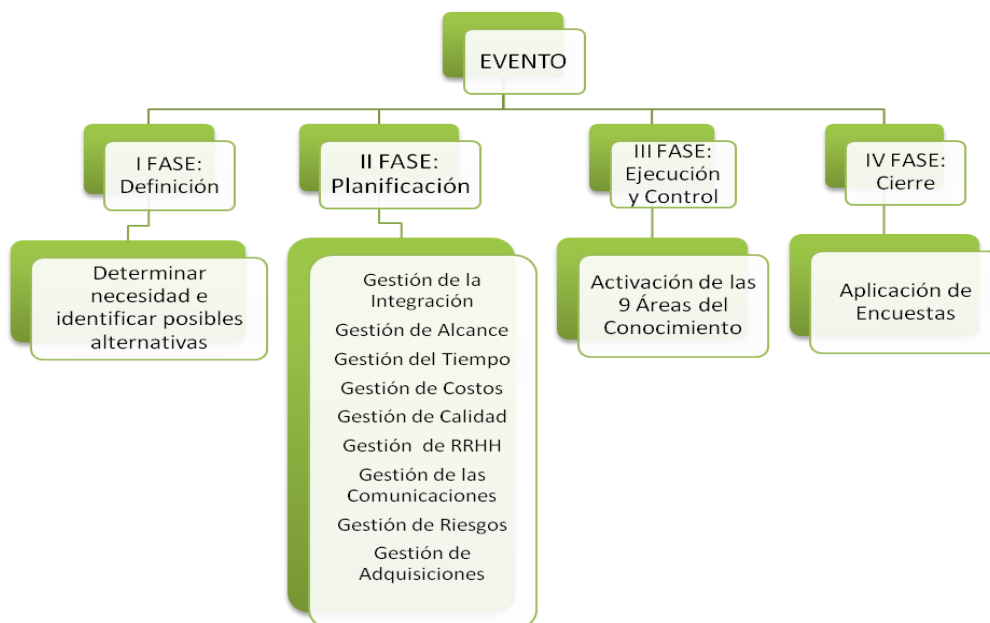 EVENTO
I FASE:
Definición
II FASE:
Planificación
III FASE:
Ejecución
y Control
IV FASE:
Cierre
Determinar
necesidad e
identificar posibles
alternativas
Gestión de la
Integración
Gestión de Alcance
Gestión del Tiempo
Gestión de Costos
Gestión de Calidad
Gestión de RRHH
Gestión de las
Comunicaciones
Gestión de Riesgos
Gestión de
Adquisiciones
Activación de las
9 Áreas del
Conocimiento
Aplicación de
Encuestas